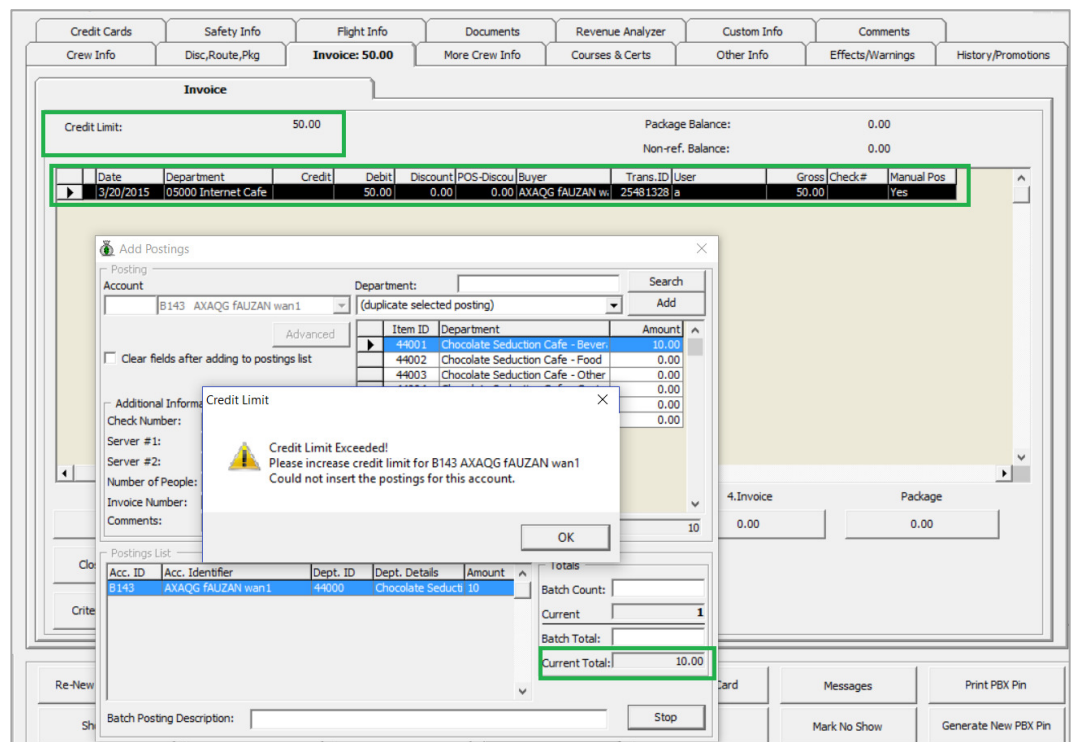 Credit Cards Safety Info Flight Info Documents Revenue Analyzer Custom Info Comments
Crew Info Disc,Route,Pkg Invoice: 50.00 More Crew Info Courses & Certs Other Info Effects/Warnings History/Promotions
Invoice
Credit Limit: 50.00 Package Balance: 0.00
Non-ref. Balance: 0.00
Date Department Credit Debit Discount POS-Discou Buyer Trans.ID User Gross Check# Manual Pos
3/20/2015 05000 Internet Cafe 50.00 0.00 0.00 AXAQG fAUZAN wa 25481328 a 50.00 Yes
Add Postings
Posting
Account Department: Search
B143 AXAQG fAUZAN wan1 (duplicate selected posting) Add
Advanced Item ID Department Amount
44001 Chocolate Seduction Cafe - Bever 10.00
Clear fields after adding to postings list 44002 Chocolate Seduction Cafe - Food 0.00
44003 Chocolate Seduction Cafe - Other 0.00
0.00
Additional Informa Credit Limit 0.00
Check Number: 0.00
Server #1: Credit Limit Exceeded!
Server #2: Please increase credit limit for B143 AXAQG fAUZAN wan1
Number of People: Could not insert the postings for this account.
Invoice Number: 4.Invoice Package
Comments: OK 10 0.00 0.00
Postings List Totals
Clo Acc. ID Acc. Identifier Dept. ID Dept. Details Amount
B143 AXAQG fAUZAN wan1 44000 Chocolate Seducti 10 Batch Count:
Crite Current 1
Batch Total:
Current Total: 10.00
Re-New Card Messages Print PBX Pin
Batch Posting Description: Stop
Sh Mark No Show Generate New PBX Pin